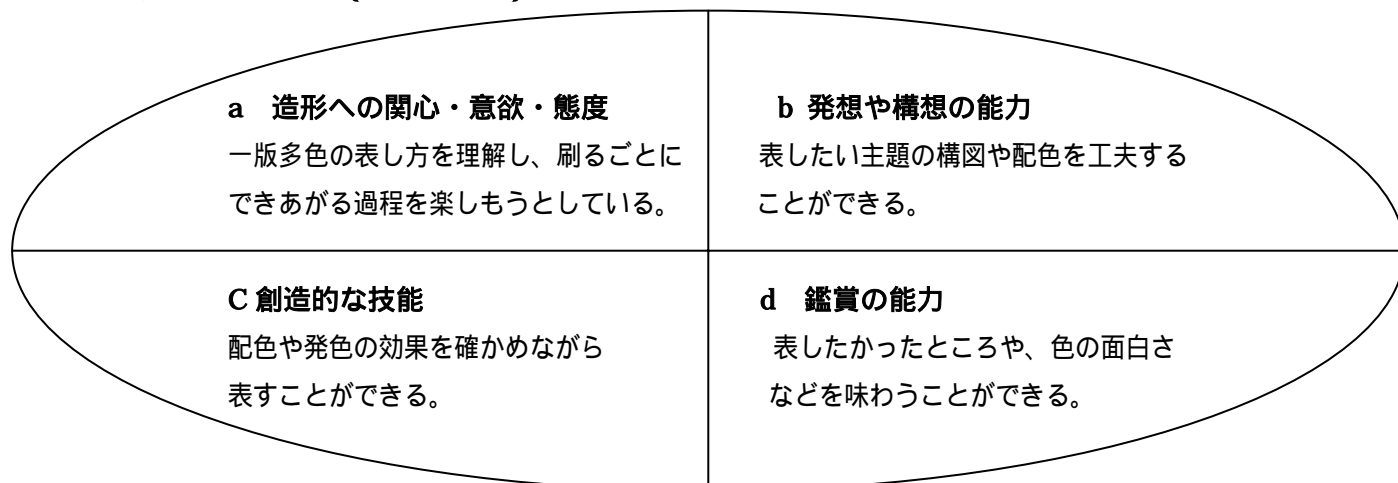 a 造形への関心・意欲・態度
一版多色の表し方を理解し、刷るごとに
できあがる過程を楽しもうとしている。
b 発想や構想の能力
表したい主題の構図や配色を工夫する
ことができる。
C 創造的な技能
配色や発色の効果を確かめながら
表すことができる。
d 鑑賞の能力
表したかったところや、色の面白さ
などを味わうことができる。